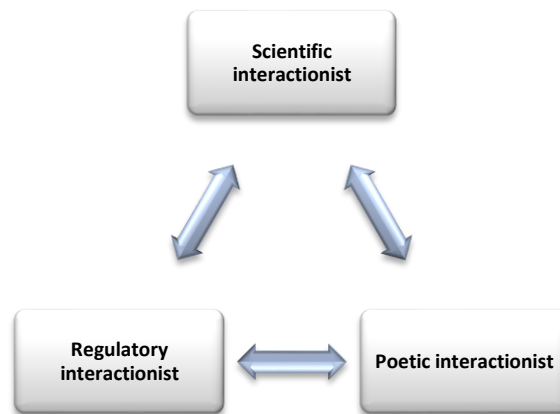 Scientific
interactionist
Regulatory
interactionist
Poetic interactionist